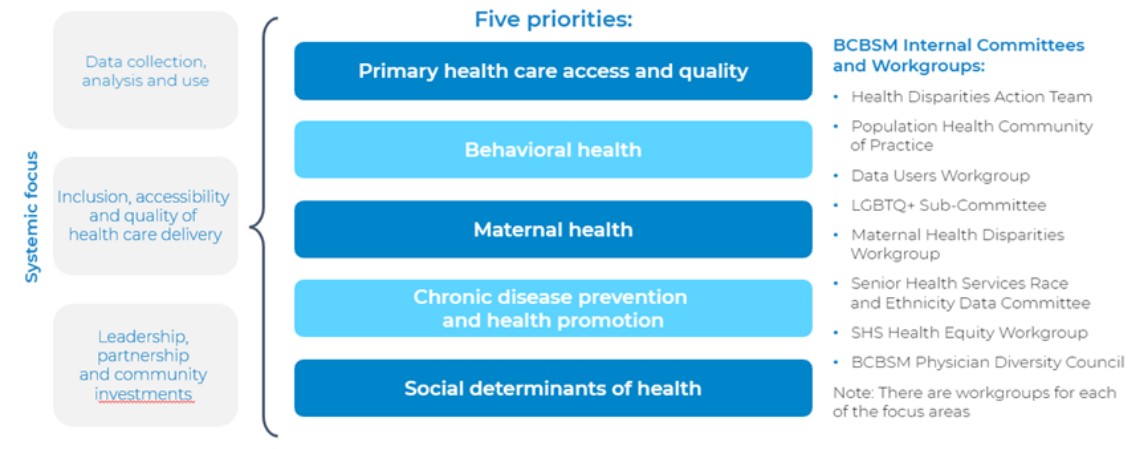 Systemic focus
Data collection,
analysis and use
Inclusion, accessibility
and quality of
health care delivery
Leadership,
partnership
and community
investments
Five priorities:
Primary health care access and quality
Behavioral health
Maternal health
Chronic disease prevention
and health promotion
Social determinants of health
BCBSM Internal Committees
and Workgroups:
• Health Disparities Action Team
• Population Health Community
of Practice
• Data Users Workgroup
• LGBTQ+ Sub-Committee
• Maternal Health Disparities
Workgroup
• Senior Health Services Race
and Ethnicity Data Committee
• SHS Health Equity Workgroup
• BCBSM Physician Diversity Council
Note: There are workgroups for each
of the focus areas